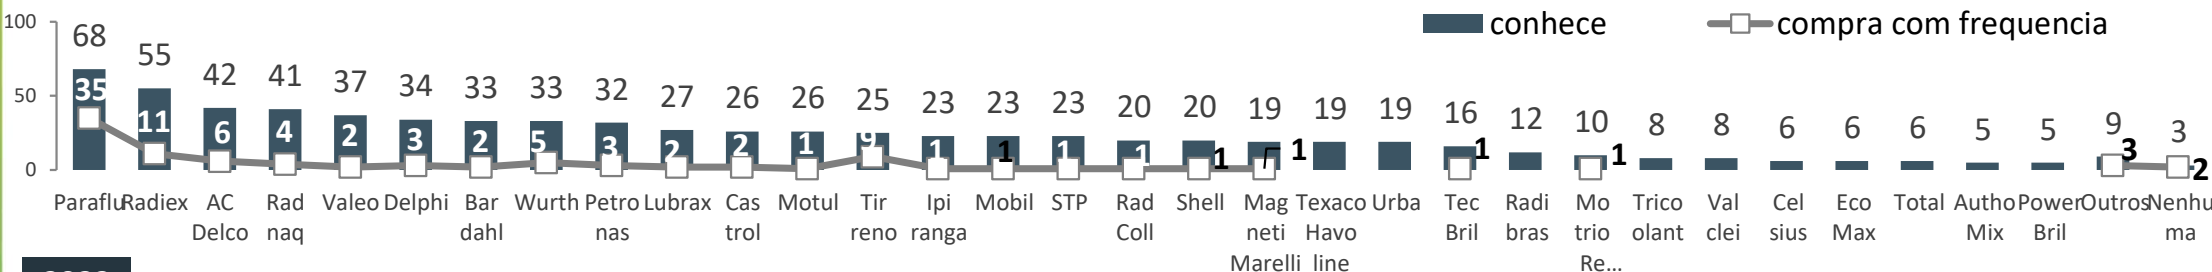 conhece
compra com frequencia
100
50
0
68
55
42
41
37
34
33
33
32
27
26
26
25
23
23
23
20
20
19
19
19
16
12
10
8
8
6
6
6
5
5
9
3
35
11
6
4
2
3
2
5
3
2
2
1
9
1
1
1
1
1
1
1
1
3
2
Paraflu
Radiex
AC
Delco
Rad
naq
Valeo
Delphi
Bar
dahl
Wurth
Petro
nas
Lubrax
Cas
trol
Motul
Tir
reno
Ipi
ranga
Mobil
STP
Rad
Coll
Shell
Mag
neti
Marelli
Texaco
Havo
line
Urba
Tec
Bril
Radi
bras
Mo
trio
Re...
Trico
olant
Val
clei
Cel
sius
Eco
Max
Total
Autho
Mix
Power
Bril
Outros
Nenhu
ma